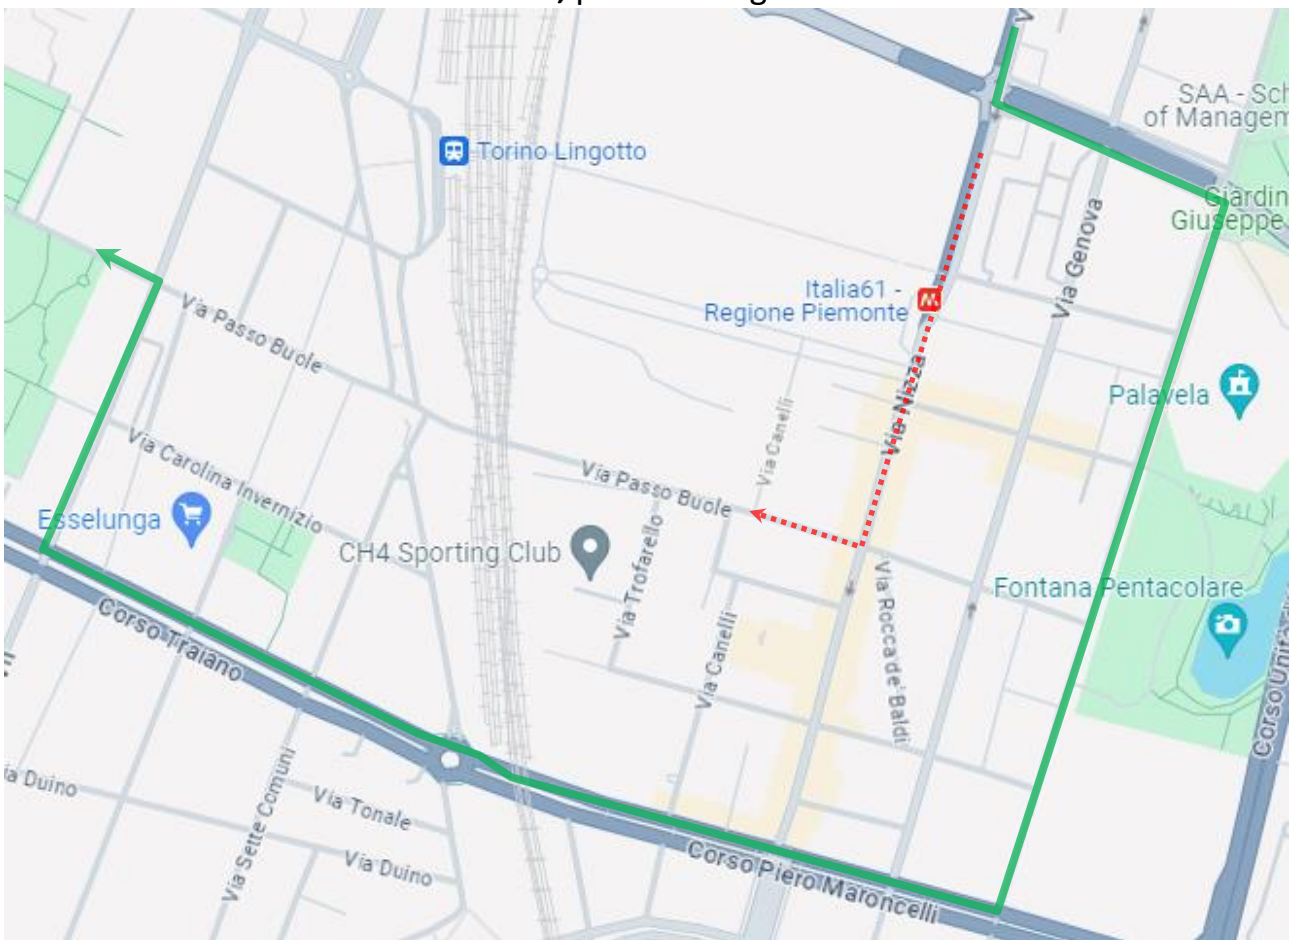 SAA - Sch
of Managem
Torino Lingotto
Giardin
Giuseppe
Via Genova
Italia61 -
Regione Piemonte
Via Nizza
Palavela
Via Passo Buole
Via Canelli
Via Carolina Invernizio
Via Passo Buole
Esselunga
CH4 Sporting Club
Via Trofarello
Via Rocca de' Baldi
Fontana Pentacolare
Corso Traiano
Via Canelli
Corso Unità d
ia Duino
Via Sette Comuni
Via Tonale
Via Duino
Corso Piero Maroncelli